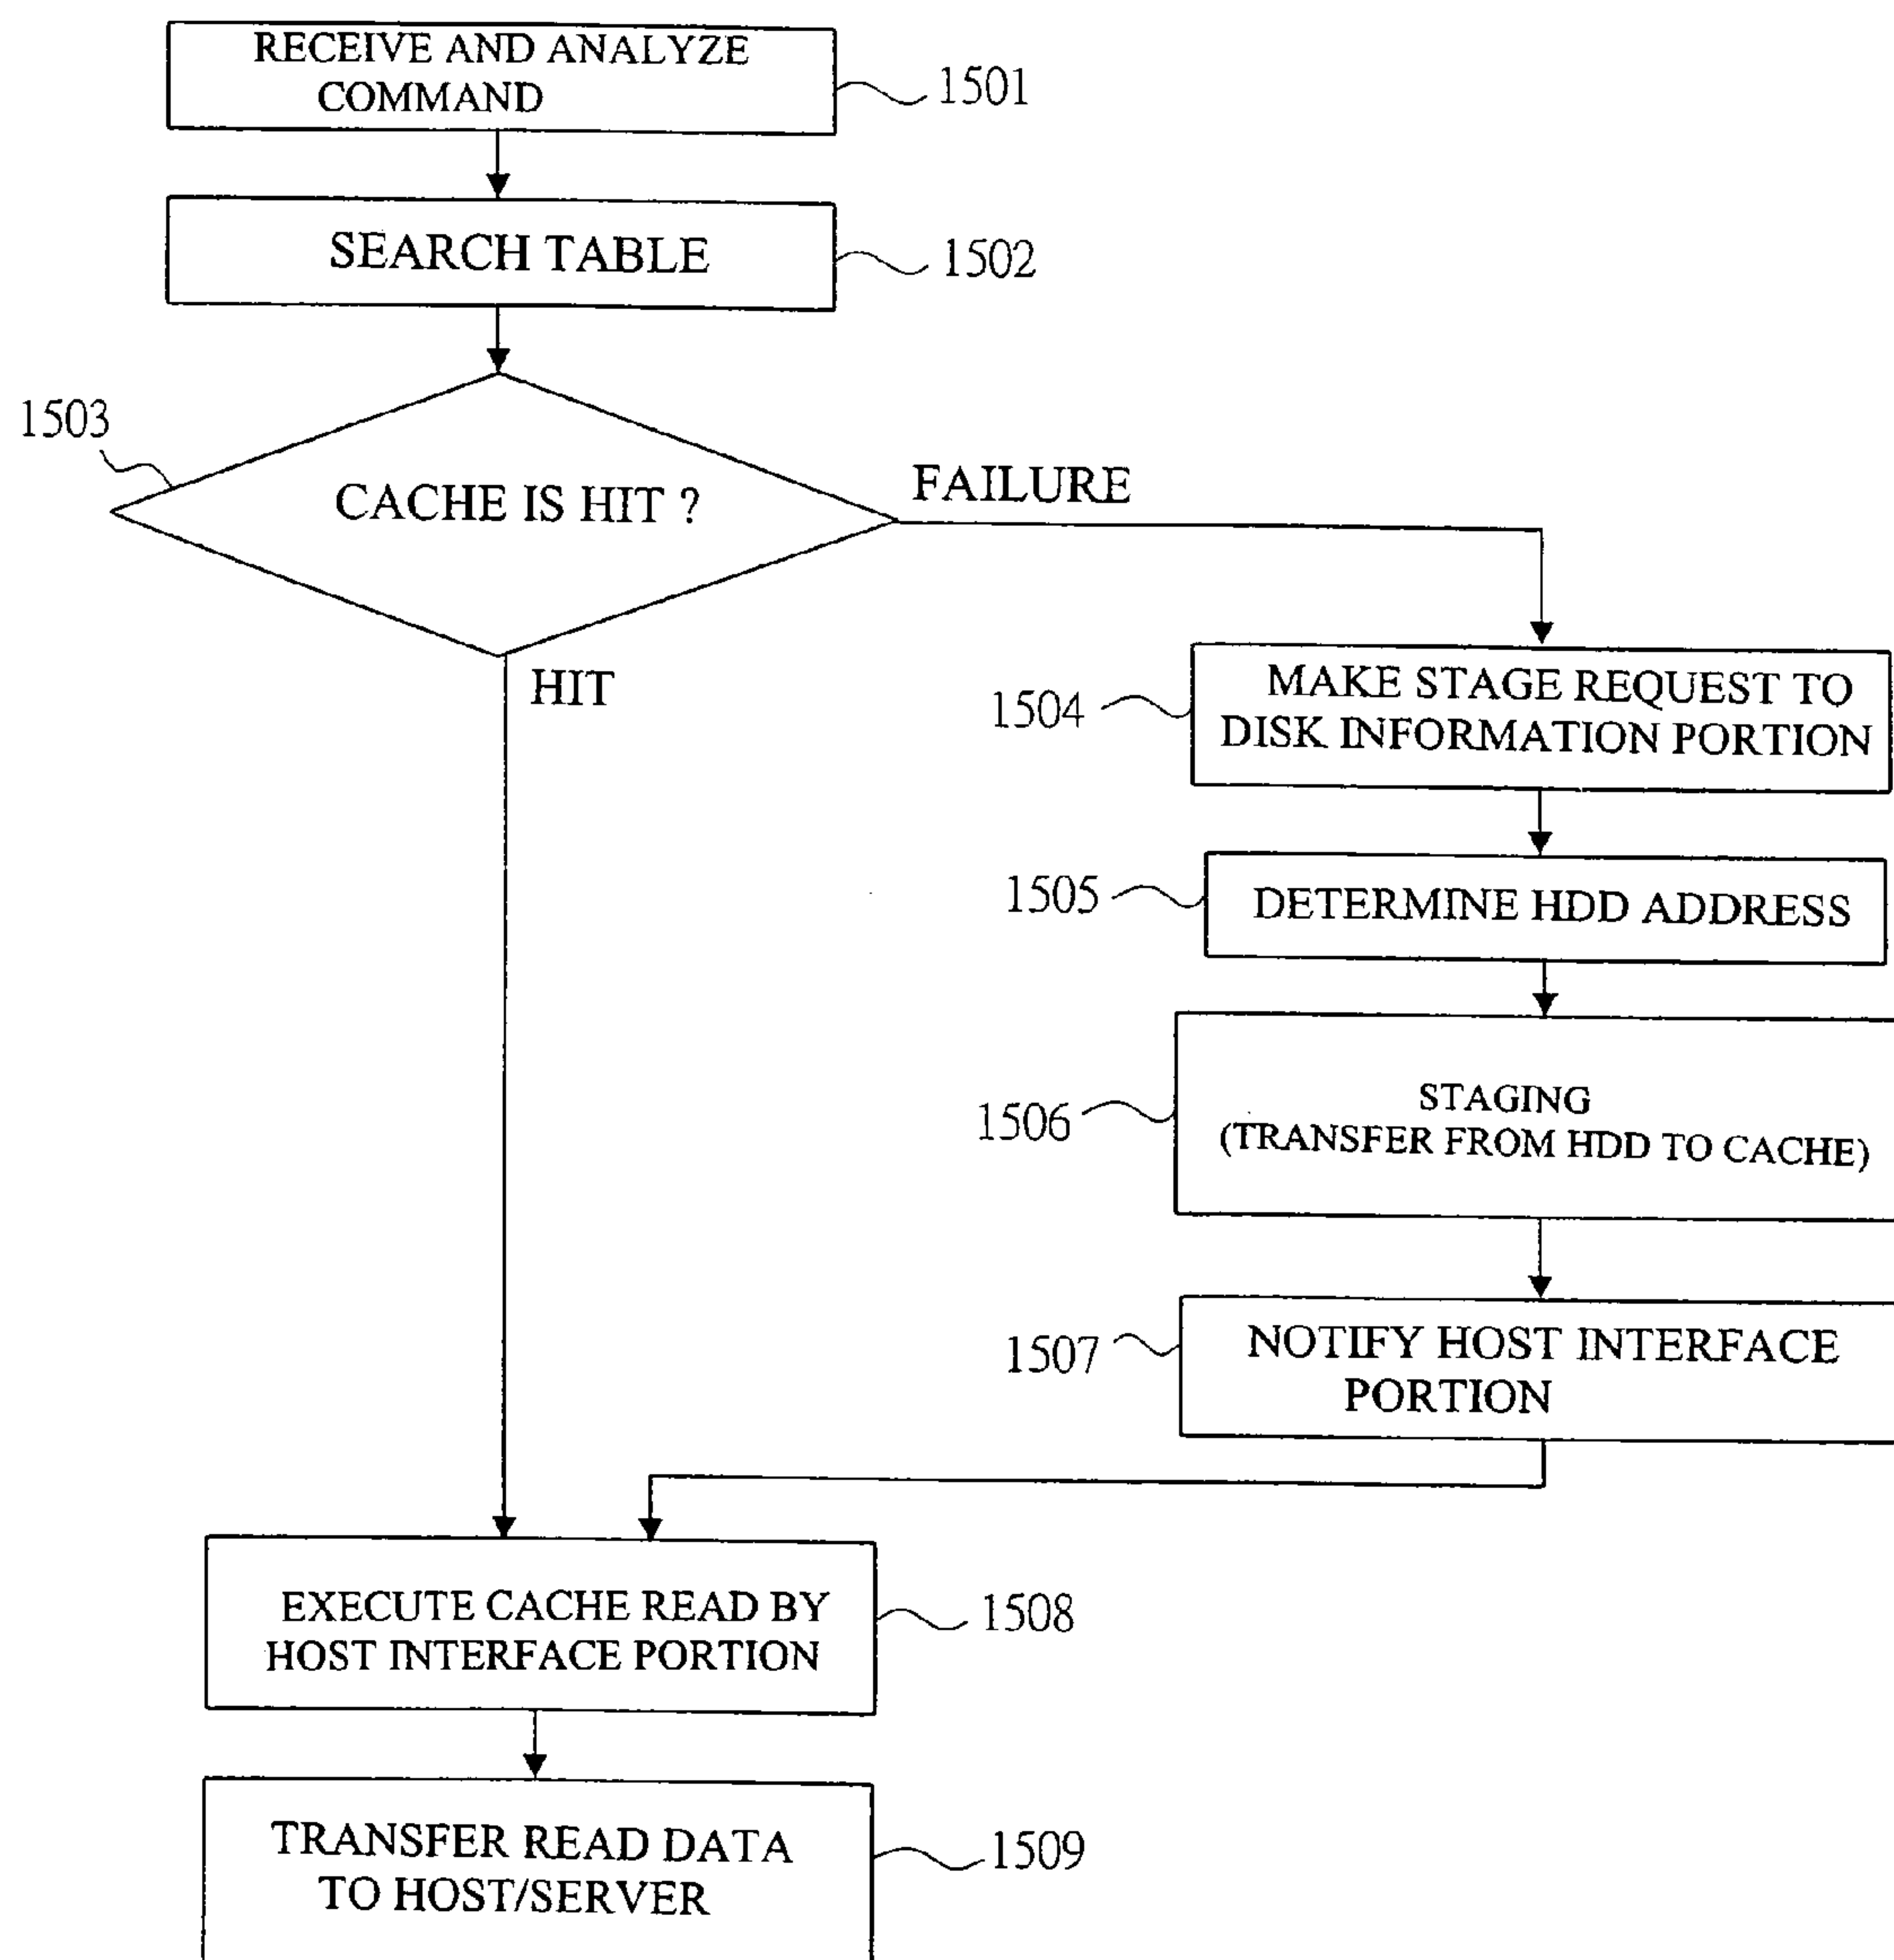 RECEIVE AND ANALYZE
COMMAND
1501
SEARCH TABLE
1502
1503
CACHE IS HIT ?
FAILURE
HIT
1504
MAKE STAGE REQUEST TO
DISK INFORMATION PORTION
1505
DETERMINE HDD ADDRESS
1506
STAGING
(TRANSFER FROM HDD TO CACHE)
1507
NOTIFY HOST INTERFACE
PORTION
EXECUTE CACHE READ BY
HOST INTERFACE PORTION
1508
TRANSFER READ DATA
TO HOST/SERVER
1509